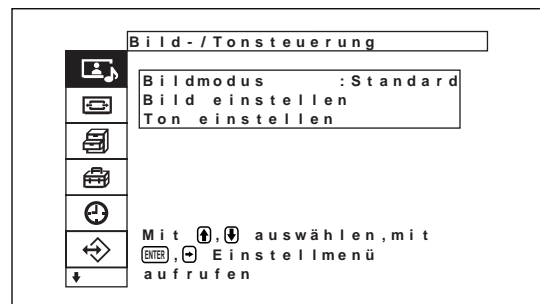 Bild-/Tonsteuerung
Bildmodus :Standard
Bild einstellen
Ton einstellen
Mit ↑,↓ auswählen,mit
ENTER,→ Einstellmenü
aufrufen